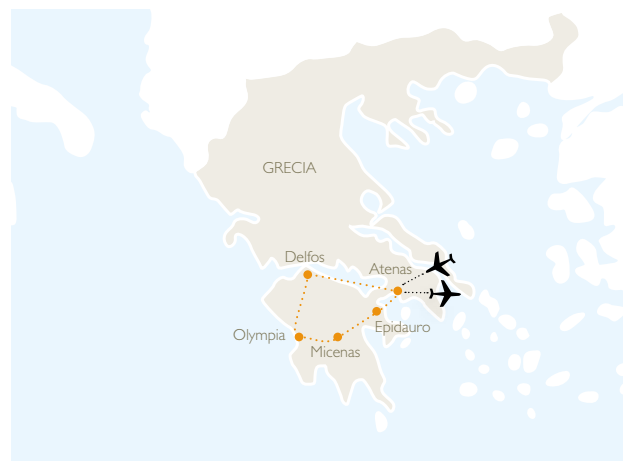 GRECIA
Delfos
Atenas
Epidauro
Olympia
Micenas